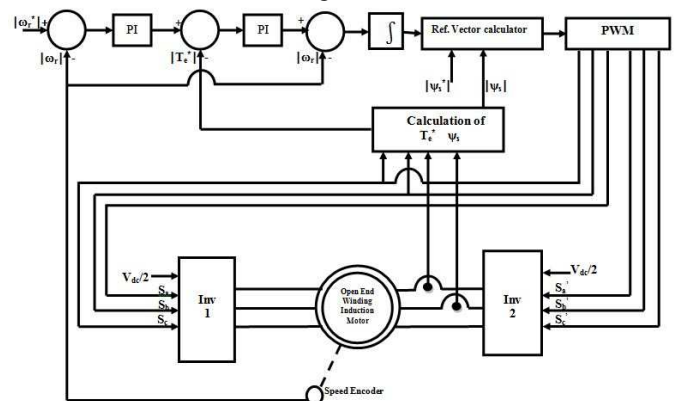 |ωr*|+
PI
+
PI
+
∫
Ref. Vector calculator
PWM
|ωr|-
|Te*|-
|ωr|-
|ψs*|
|ψs|
Calculation of
Te* ψs
Vdc/2
Sa
Sb
Sc
Inv
1
Open End
Winding
Induction
Motor
Inv
2
Vdc/2
Sa'
Sb'
Sc'
Speed Encoder